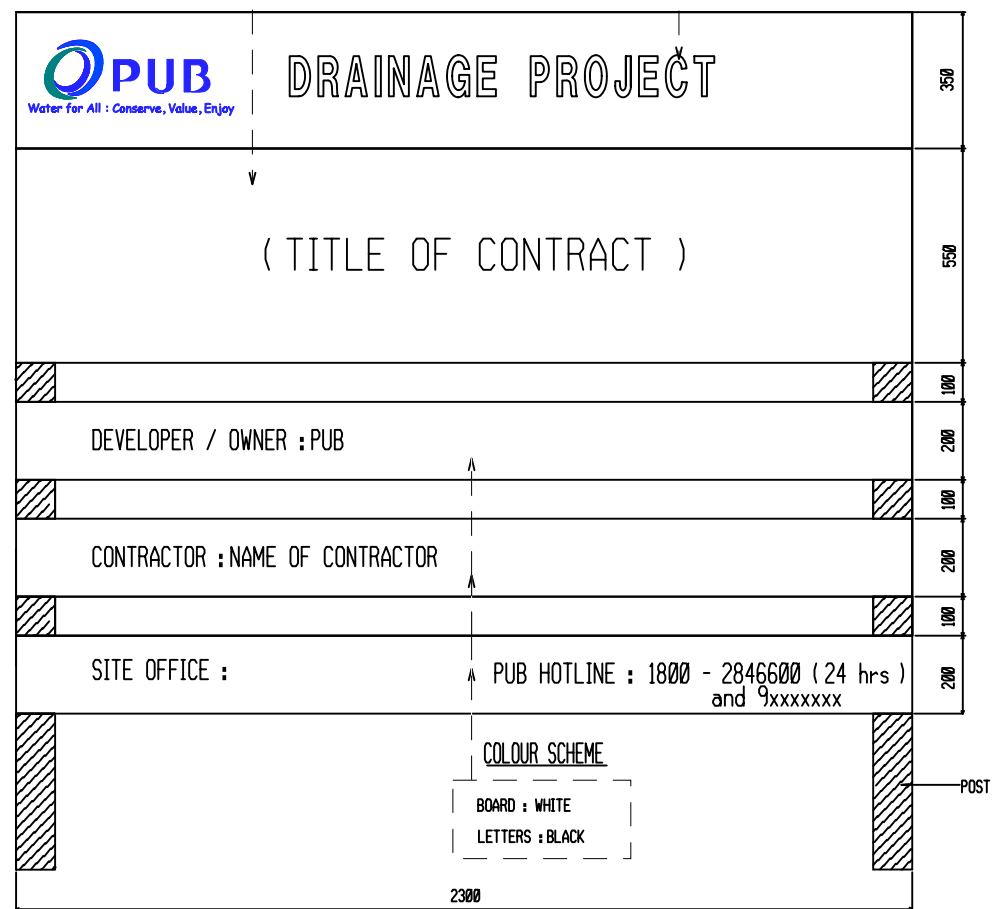 PUB
Water for All : Conserve, Value, Enjoy
DRAINAGE PROJECT
350
( TITLE OF CONTRACT )
550
100
DEVELOPER / OWNER : PUB
200
100
CONTRACTOR : NAME OF CONTRACTOR
200
100
SITE OFFICE :
PUB HOTLINE : 1800 - 2846600 ( 24 hrs )
and 9xxxxxxx
200
COLOUR SCHEME
BOARD : WHITE
LETTERS : BLACK
POST
2300